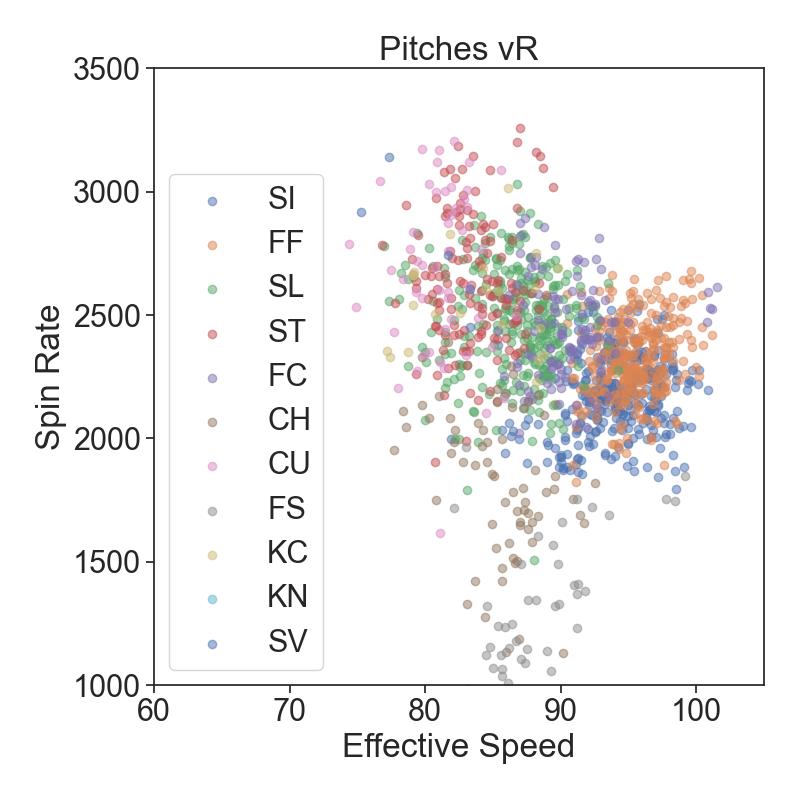 Pitches vR
3500
3000
2500
2000
1500
1000
Spin Rate
SI
FF
SL
ST
FC
CH
CU
FS
KC
KN
SV
60 70 80 90 100
Effective Speed